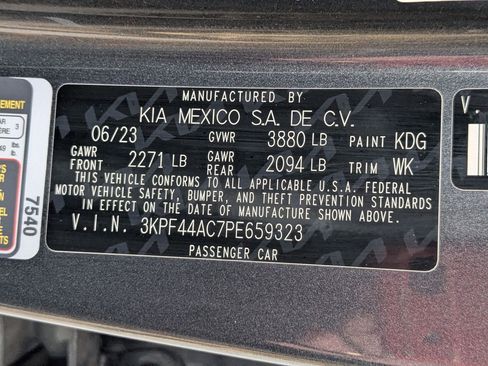 MANUFACTURED BY
KIA MEXICO S.A. DE C.V.
06/23 GVWR 3880 LB PAINT KDG
GAWR FRONT 2271 LB GAWR REAR 2094 LB TRIM WK
THIS VEHICLE CONFORMS TO ALL APPLICABLE U.S.A. FEDERAL
MOTOR VEHICLE SAFETY, BUMPER, AND THEFT PREVENTION STANDARDS
IN EFFECT ON THE DATE OF MANUFACTURE SHOWN ABOVE.
V.I.N. 3KPF44AC7PE659323
PASSENGER CAR
7540
V